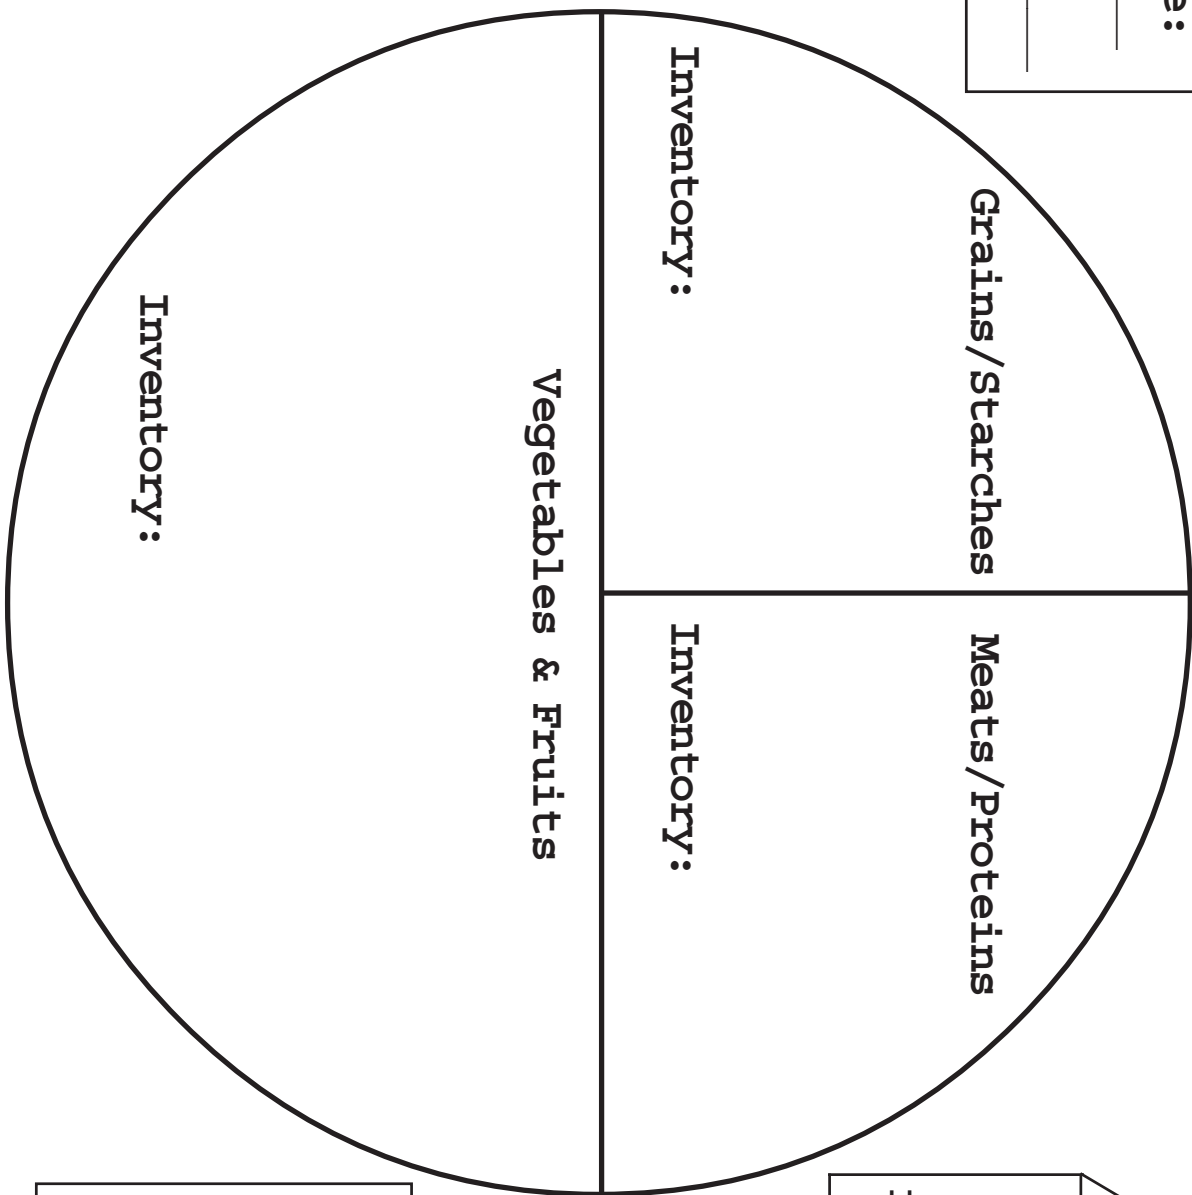 Grains/Starches
Meats/Proteins
Inventory:
Inventory:
Vegetables & Fruits
Inventory: